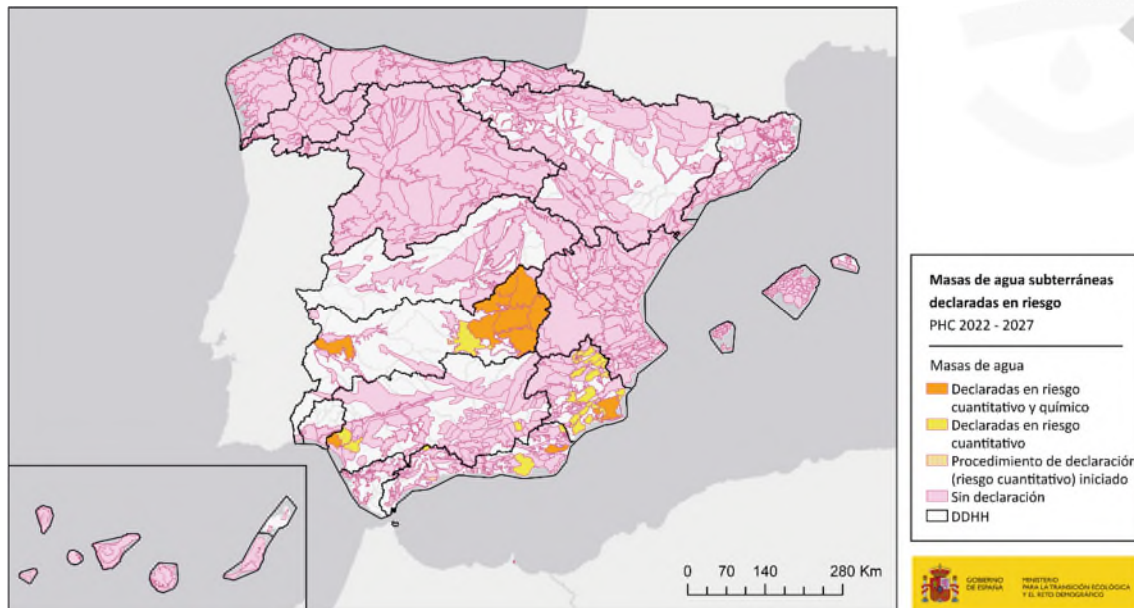 0 70 140 280 Km
Masas de agua subterráneas
declaradas en riesgo
PHC 2022 - 2027
Masas de agua
Declaradas en riesgo
cuantitativo y químico
Declaradas en riesgo
cuantitativo
Procedimiento de declaración
(riesgo cuantitativo) iniciado
Sin declaración
DDHH
GOBIERNO
DE ESPAÑA
MINISTERIO
PARA LA TRANSICIÓN ECOLÓGICA
Y EL RETO DEMOGRÁFICO